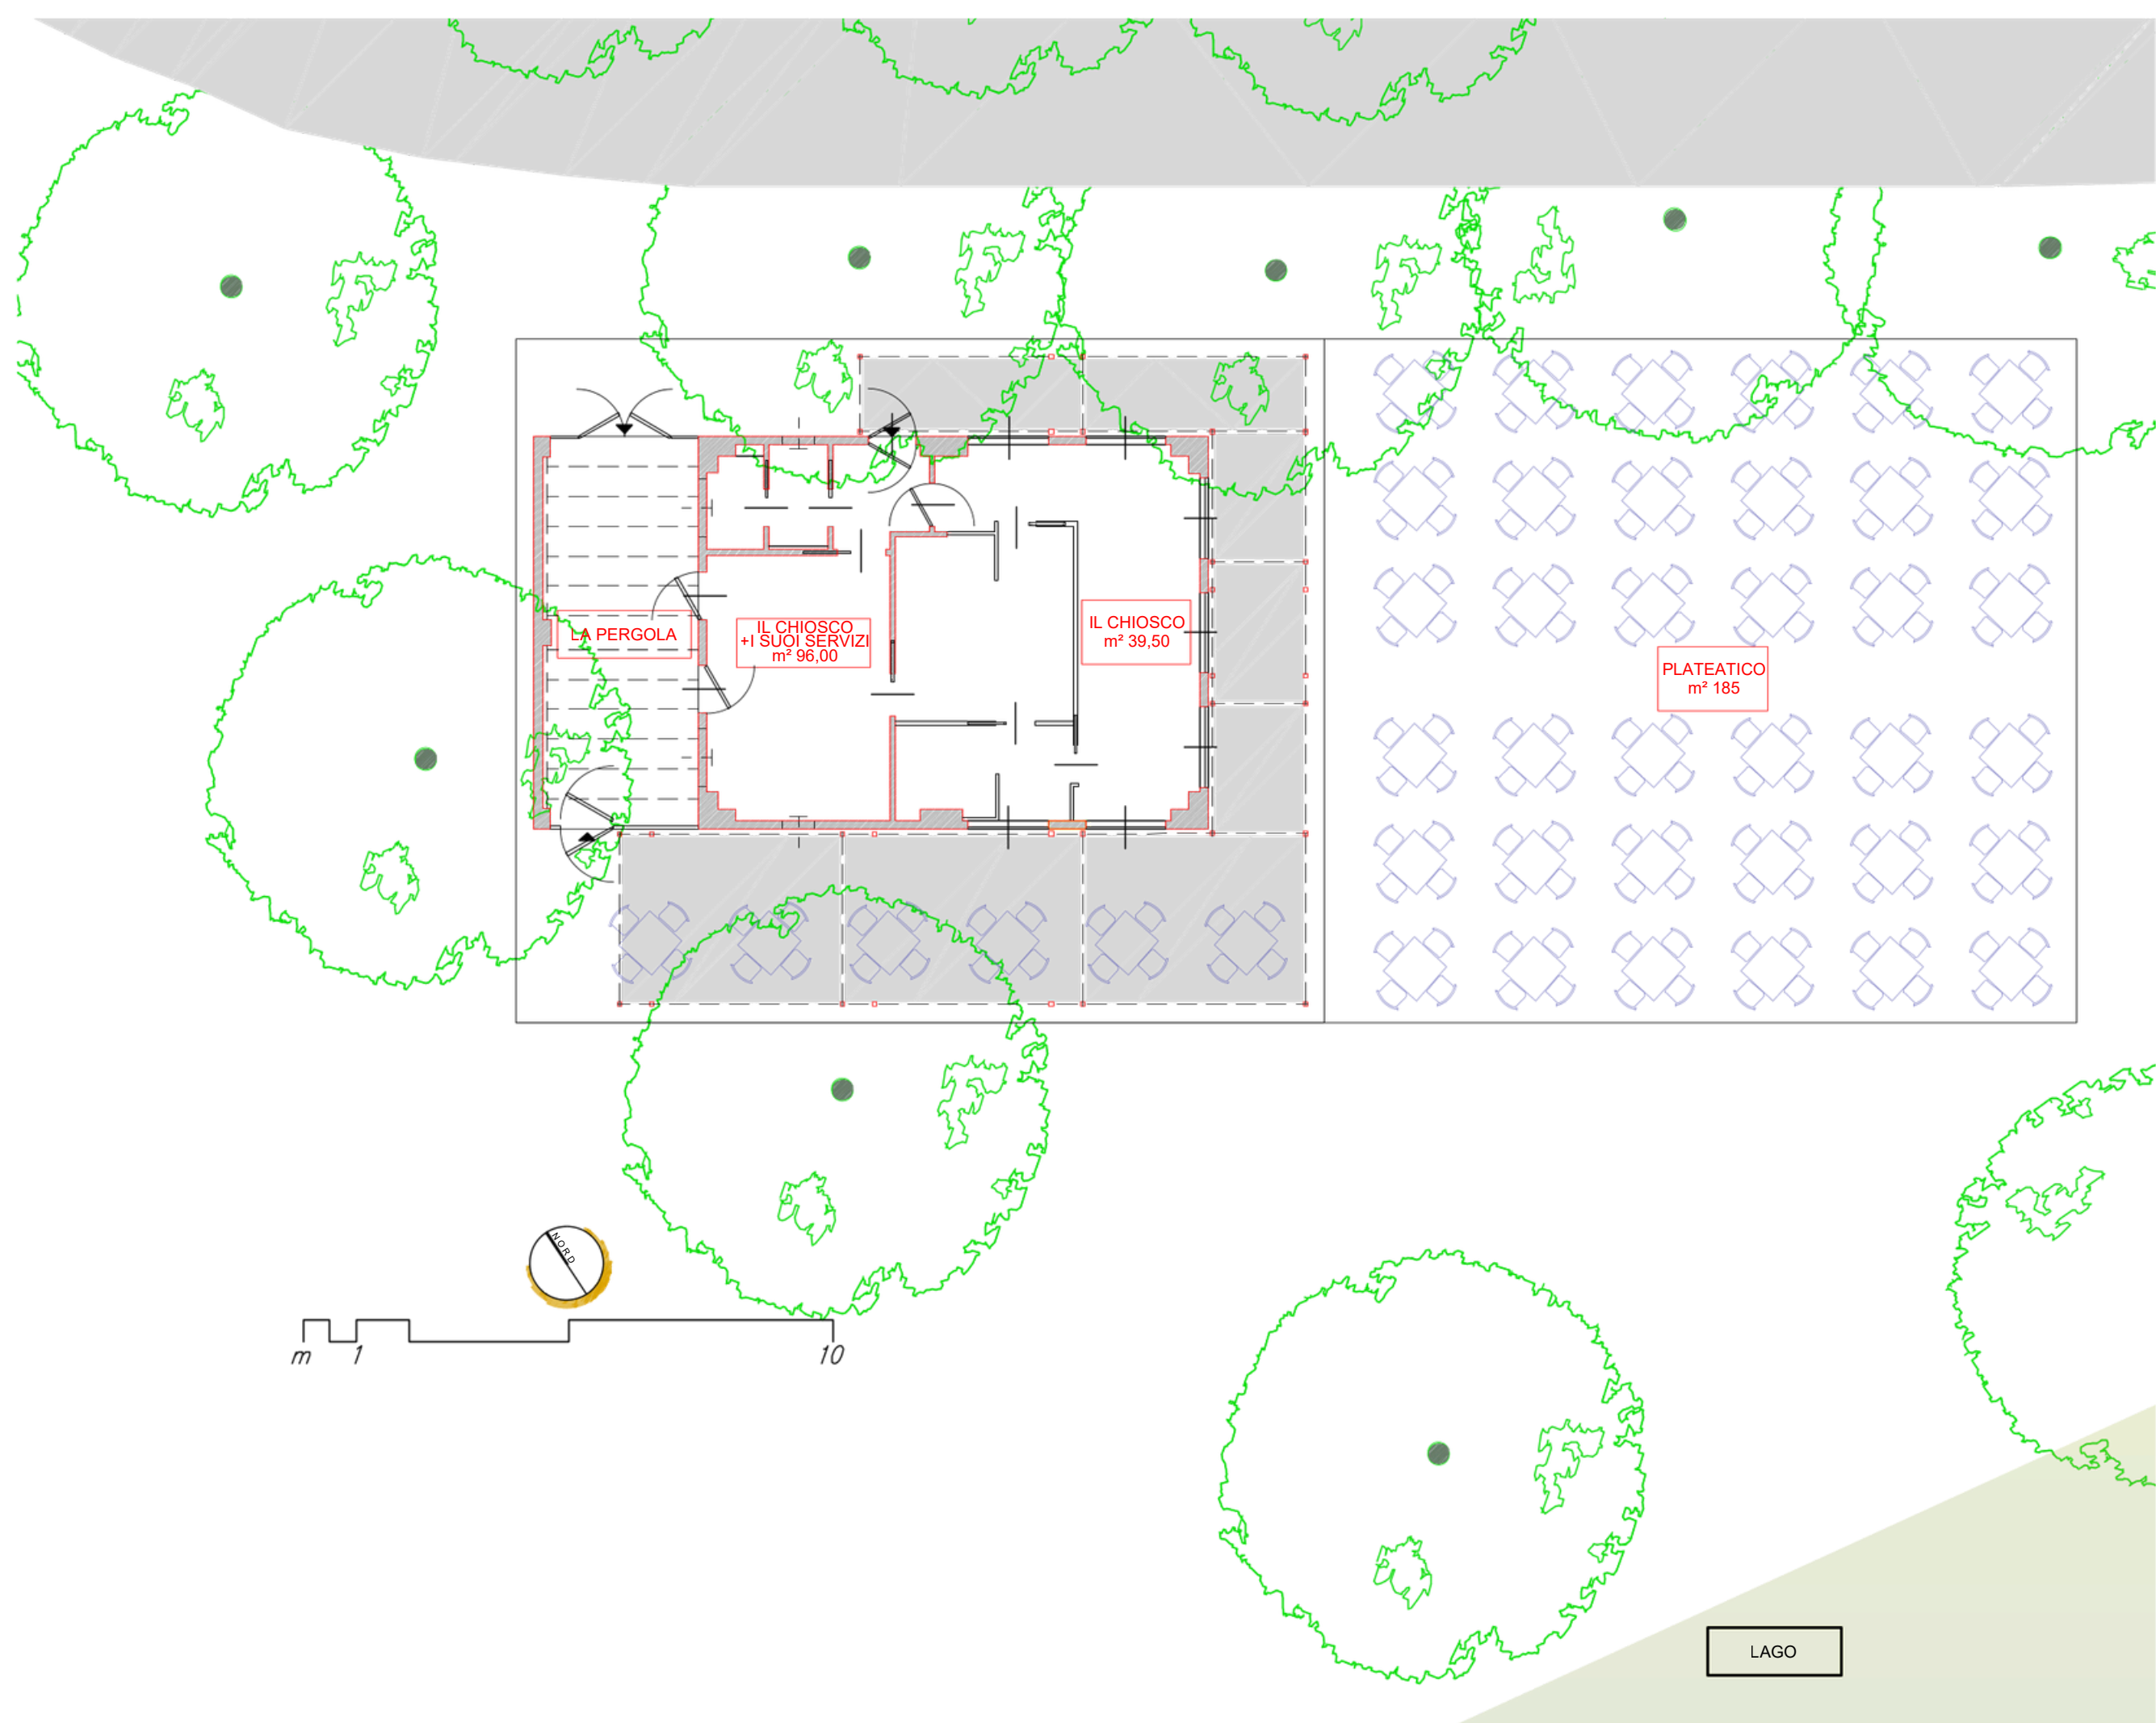 LA PERGOLA
IL CHIOSCO
+I SUOI SERVIZI
m² 96,00
IL CHIOSCO
m² 39,50
PLATEATICO
m² 185
NORD
m 1 10
LAGO